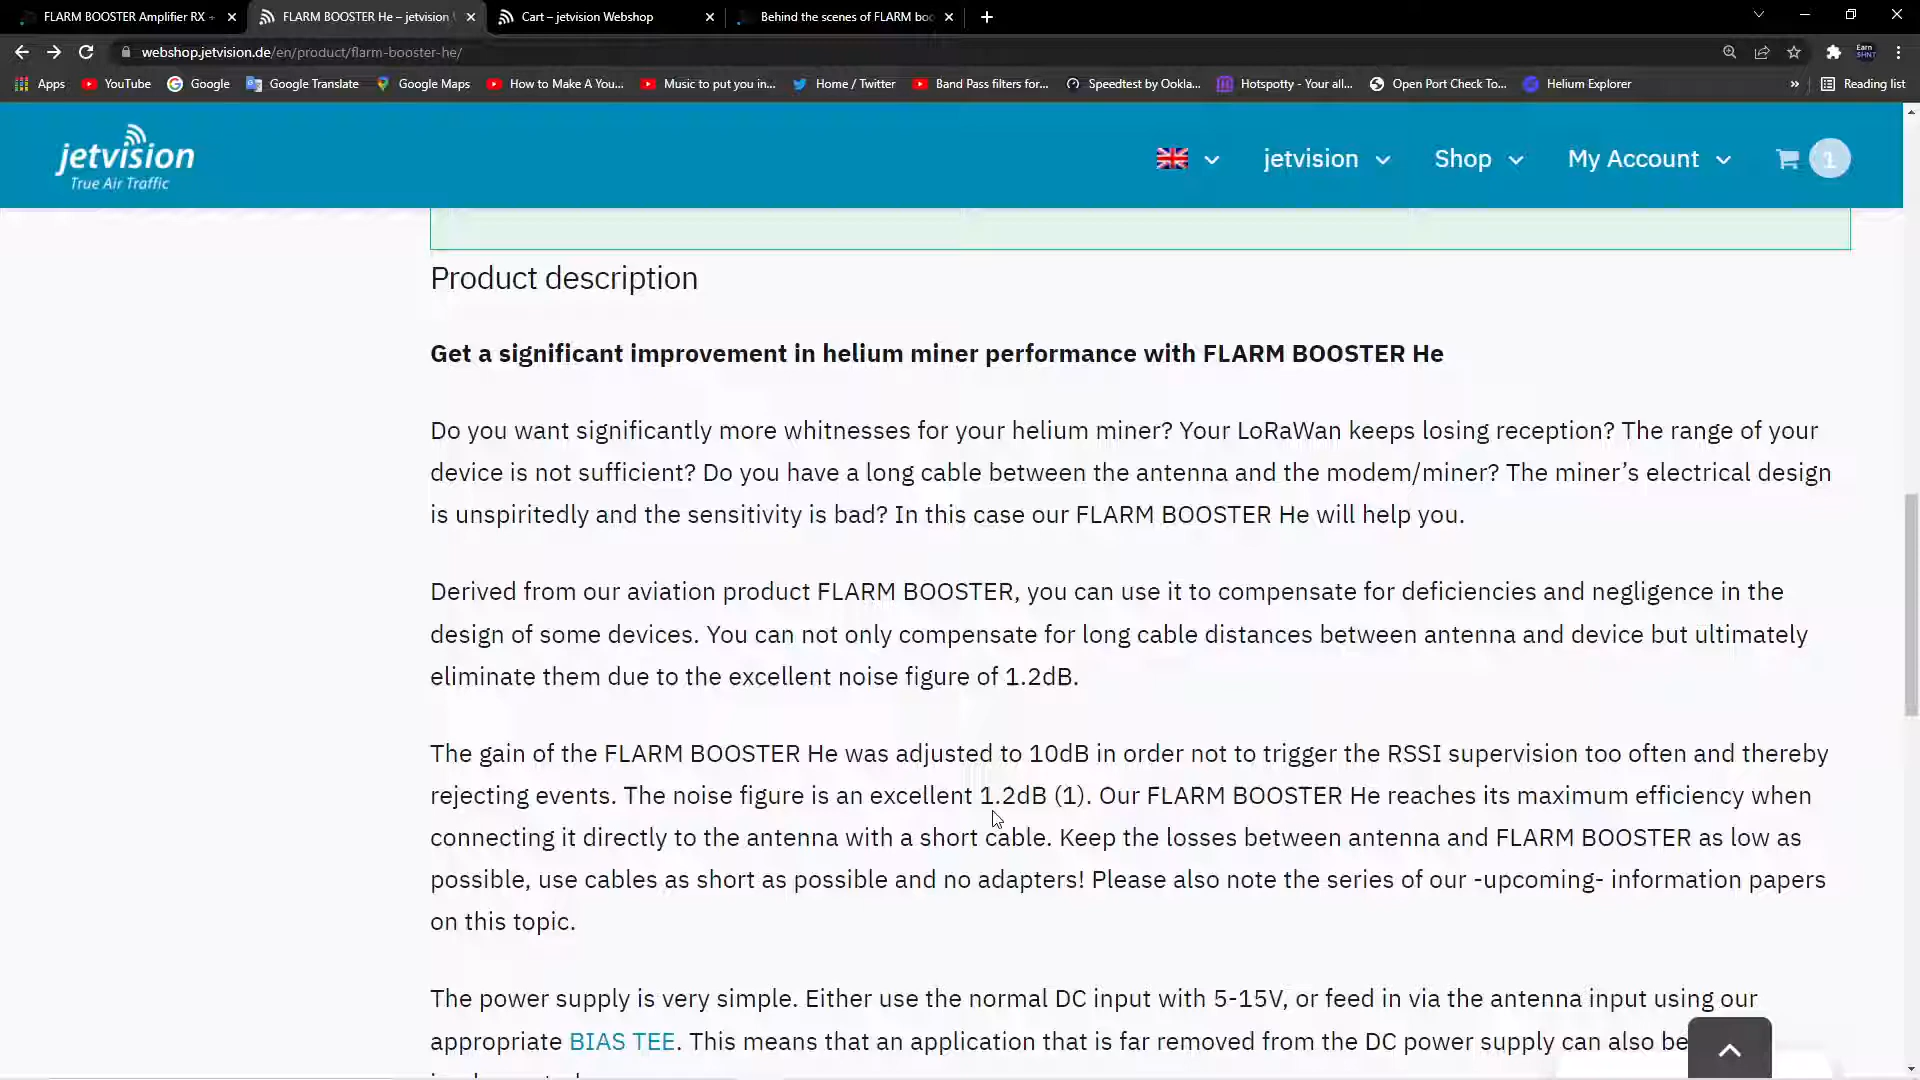 FLARM BOOSTER Amplifier RX +
FLARM BOOSTER He – jetvision
Cart – jetvision Webshop
Behind the scenes of FLARM boo
webshop.jetvision.de/en/product/flarm-booster-he/
Earn $HNT
Apps
YouTube
Google
Google Translate
Google Maps
How to Make A You...
Music to put you in...
Home / Twitter
Band Pass filters for...
Speedtest by Ookla...
Hotspotty - Your all...
Open Port Check To...
Helium Explorer
»
Reading list
jetvision
True Air Traffic
jetvision
Shop
My Account
1
Product description
Get a significant improvement in helium miner performance with FLARM BOOSTER He
Do you want significantly more whitnesses for your helium miner? Your LoRaWan keeps losing reception? The range of your
device is not sufficient? Do you have a long cable between the antenna and the modem/miner? The miner’s electrical design
is unspiritedly and the sensitivity is bad? In this case our FLARM BOOSTER He will help you.
Derived from our aviation product FLARM BOOSTER, you can use it to compensate for deficiencies and negligence in the
design of some devices. You can not only compensate for long cable distances between antenna and device but ultimately
eliminate them due to the excellent noise figure of 1.2dB.
The gain of the FLARM BOOSTER He was adjusted to 10dB in order not to trigger the RSSI supervision too often and thereby
rejecting events. The noise figure is an excellent 1.2dB (1). Our FLARM BOOSTER He reaches its maximum efficiency when
connecting it directly to the antenna with a short cable. Keep the losses between antenna and FLARM BOOSTER as low as
possible, use cables as short as possible and no adapters! Please also note the series of our -upcoming- information papers
on this topic.
The power supply is very simple. Either use the normal DC input with 5-15V, or feed in via the antenna input using our
appropriate BIAS TEE. This means that an application that is far removed from the DC power supply can also be